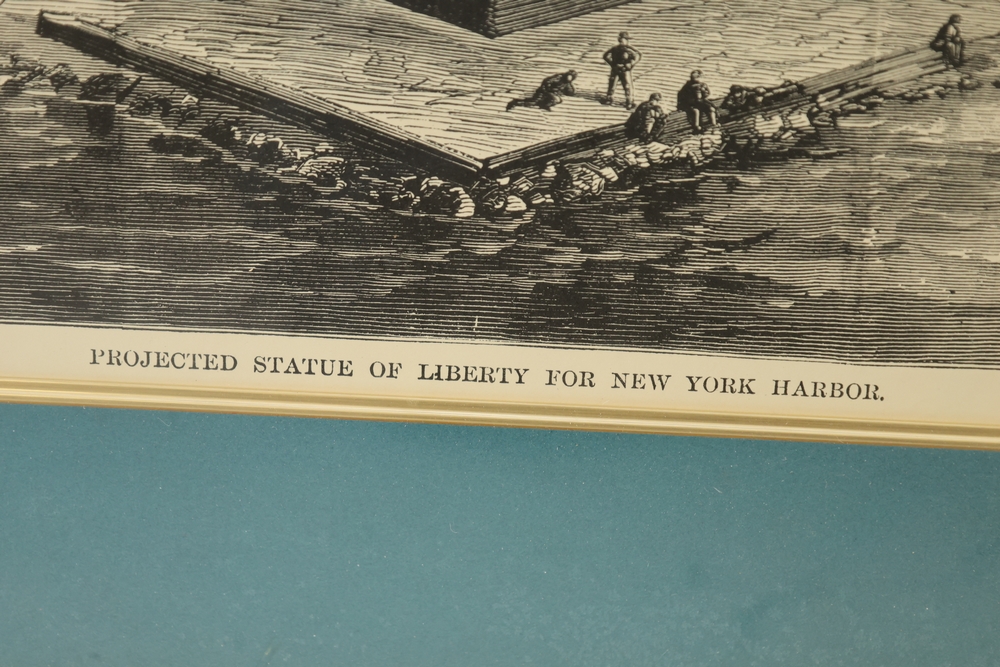 PROJECTED STATUE OF LIBERTY FOR NEW YORK HARBOR.